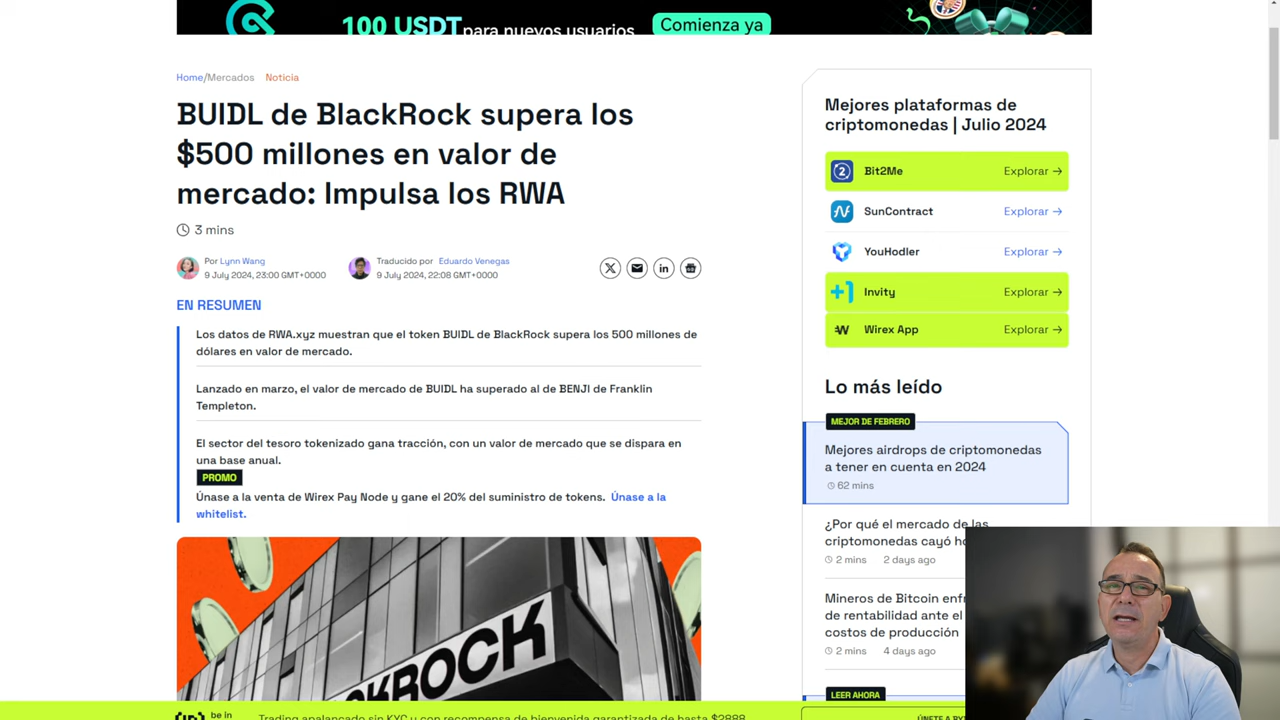 100 USDT para nuevos usuarios
Comienza ya
Home/Mercados Noticia
BUIDL de BlackRock supera los
$500 millones en valor de
mercado: Impulsa los RWA
3 mins
Por Lynn Wang
9 July 2024, 23:00 GMT+0000
Traducido por Eduardo Venegas
9 July 2024, 22:08 GMT+0000
EN RESUMEN
Los datos de RWA.xyz muestran que el token BUIDL de BlackRock supera los 500 millones de
dólares en valor de mercado.
Lanzado en marzo, el valor de mercado de BUIDL ha superado al de BENJI de Franklin
Templeton.
El sector del tesoro tokenizado gana tracción, con un valor de mercado que se dispara en
una base anual.
PROMO
Únase a la venta de Wirex Pay Node y gane el 20% del suministro de tokens. Únase a la
whitelist.
Mejores plataformas de
criptomonedas | Julio 2024
Bit2Me Explorar →
SunContract Explorar →
YouHodler Explorar →
Invity Explorar →
Wirex App Explorar →
Lo más leído
MEJOR DE FEBRERO
Mejores airdrops de criptomonedas
a tener en cuenta en 2024
62 mins
¿Por qué el mercado de las
criptomonedas cayó
2 mins 2 days ago
Mineros de Bitcoin
de rentabilidad ante el
costos de producción
2 mins 4 days ago
LEER AHORA
be in
Trading apalancado sin KYC y con recompensa de bienvenida garantizada de hasta $2888